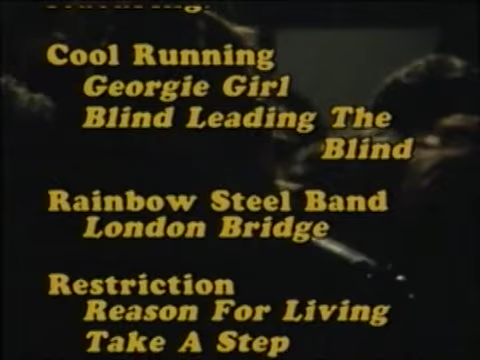 Cool Running
Georgie Girl
Blind Leading The
Blind
Rainbow Steel Band
London Bridge
Restriction
Reason For Living
Take A Step